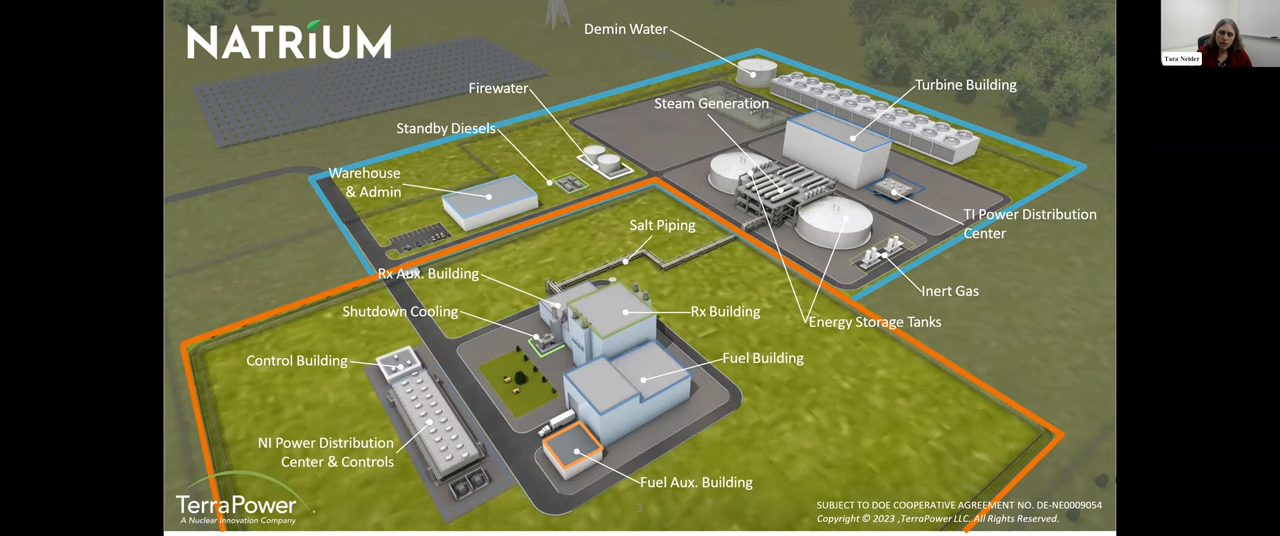 NATRiUM
Demin Water
Turbine Building
Firewater
Steam Generation
Standby Diesels
Warehouse
& Admin
TI Power Distribution
Center
Salt Piping
Rx Aux. Building
Inert Gas
Shutdown Cooling
Rx Building
Energy Storage Tanks
Control Building
Fuel Building
NI Power Distribution
Center & Controls
Fuel Aux. Building
TerraPower
A Nuclear Innovation Company
3
SUBJECT TO DOE COOPERATIVE AGREEMENT NO. DE-NE0009054
Copyright © 2023 ,TerraPower LLC. All Rights Reserved.
Tara Neider